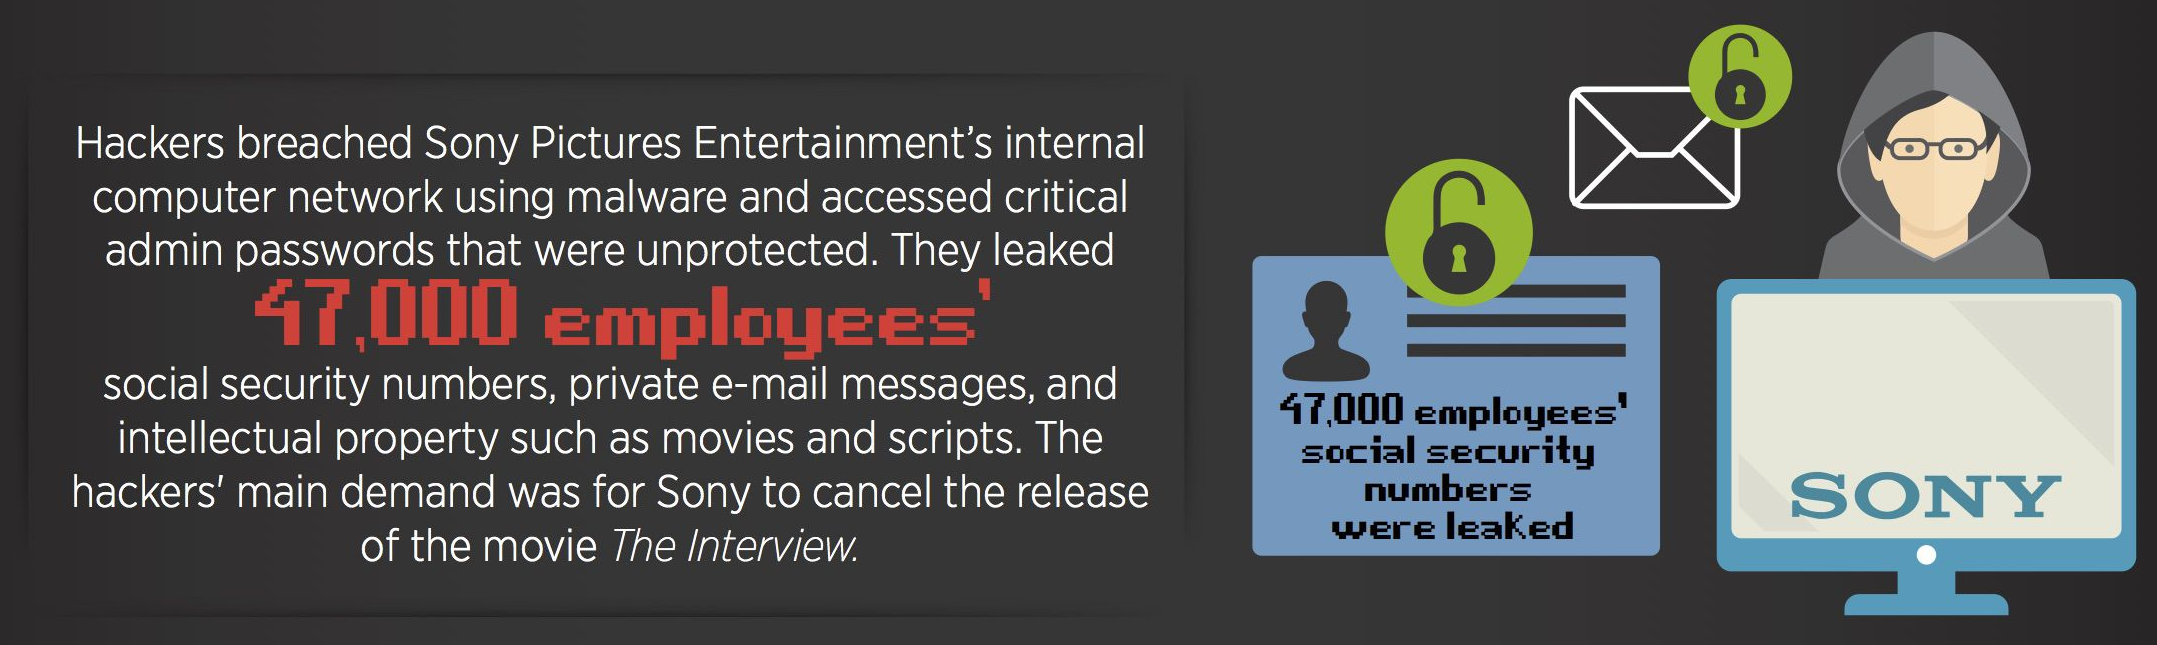 Hackers breached Sony Pictures Entertainment’s internal
computer network using malware and accessed critical
admin passwords that were unprotected. They leaked
47,000 employees'
social security numbers, private e-mail messages, and
intellectual property such as movies and scripts. The
hackers' main demand was for Sony to cancel the release
of the movie The Interview.
47,000 employees'
social security
numbers
were leaked
SONY